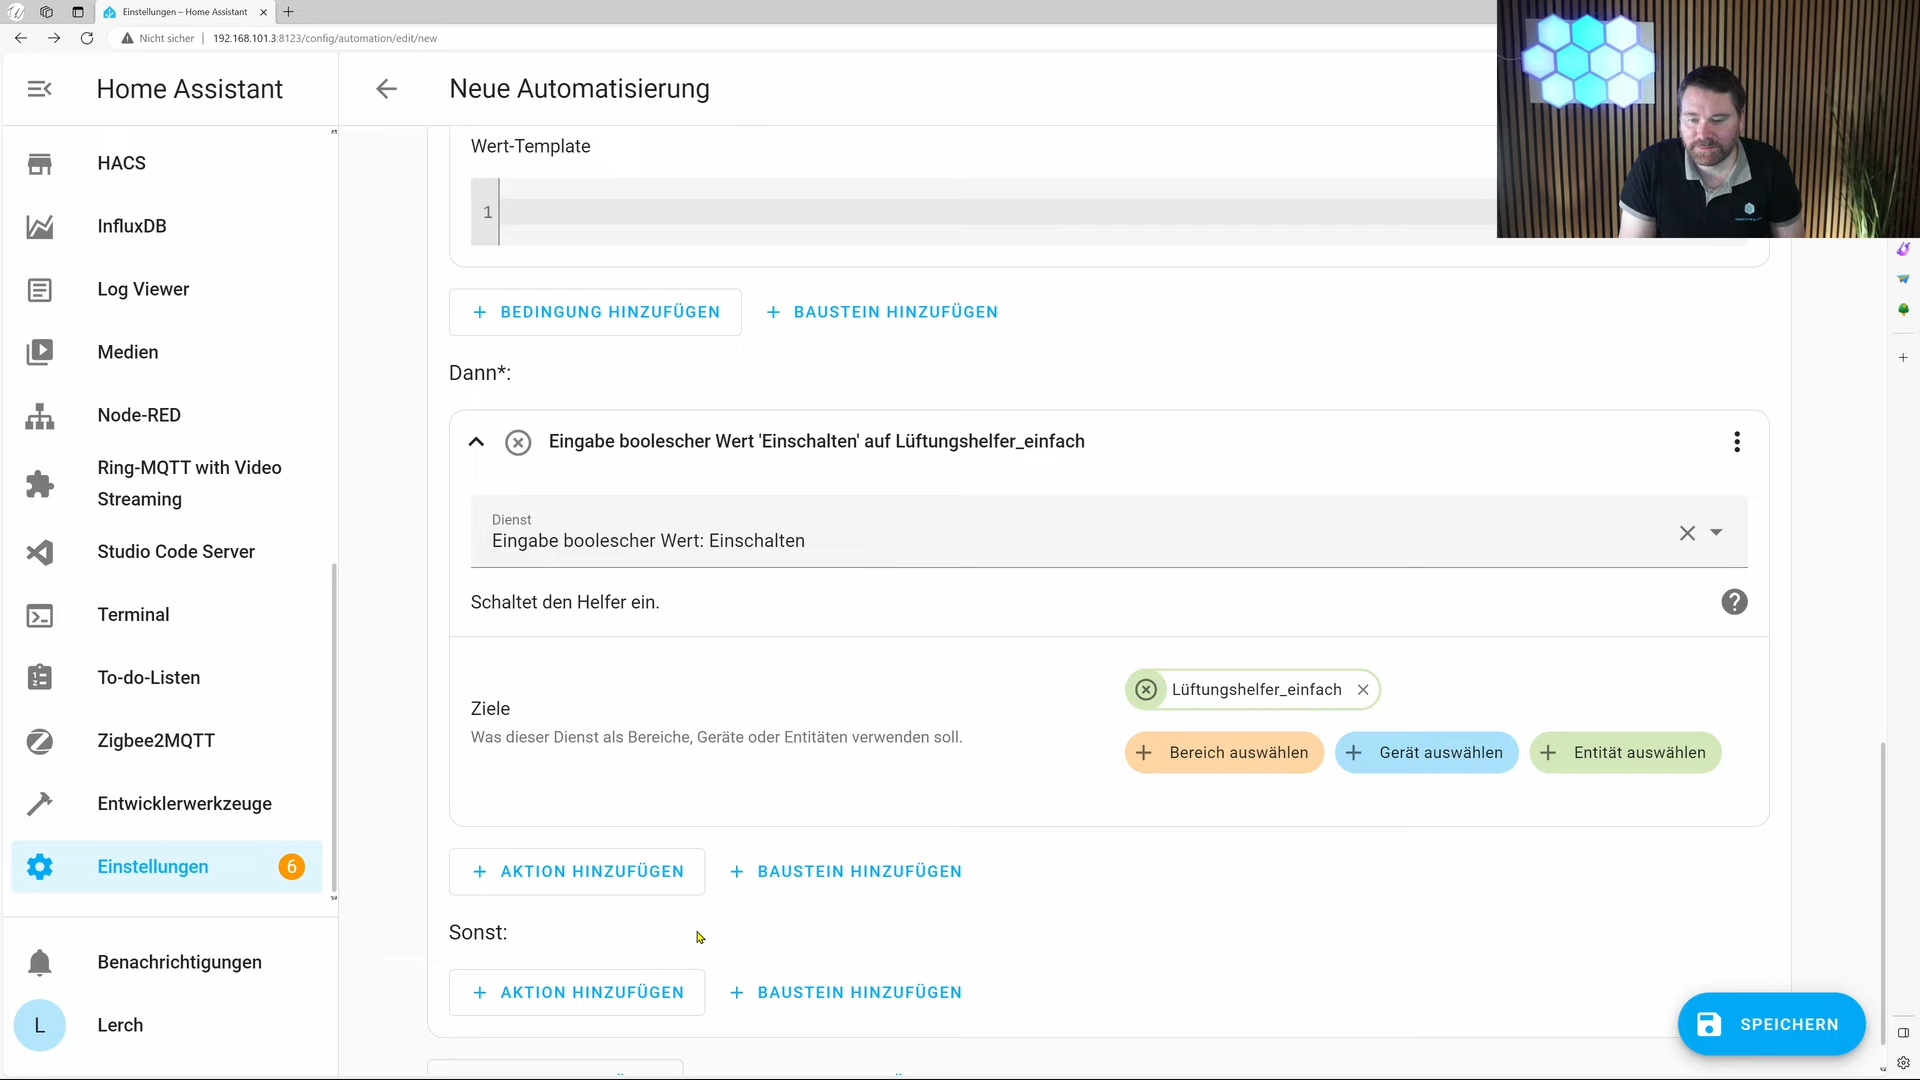 Einstellungen – Home Assistant
Nicht sicher
192.168.101.3:8123/config/automation/edit/new
Home Assistant
Neue Automatisierung
HACS
InfluxDB
Log Viewer
Medien
Node-RED
Ring-MQTT with Video
Streaming
Studio Code Server
Terminal
To-do-Listen
Zigbee2MQTT
Entwicklerwerkzeuge
Einstellungen
6
Benachrichtigungen
L
Lerch
Wert-Template
1
BEDINGUNG HINZUFÜGEN
BAUSTEIN HINZUFÜGEN
Dann*:
Eingabe boolescher Wert 'Einschalten' auf Lüftungshelfer_einfach
Dienst
Eingabe boolescher Wert: Einschalten
Schaltet den Helfer ein.
Ziele
Was dieser Dienst als Bereiche, Geräte oder Entitäten verwenden soll.
Lüftungshelfer_einfach
Bereich auswählen
Gerät auswählen
Entität auswählen
AKTION HINZUFÜGEN
BAUSTEIN HINZUFÜGEN
Sonst:
AKTION HINZUFÜGEN
BAUSTEIN HINZUFÜGEN
SPEICHERN